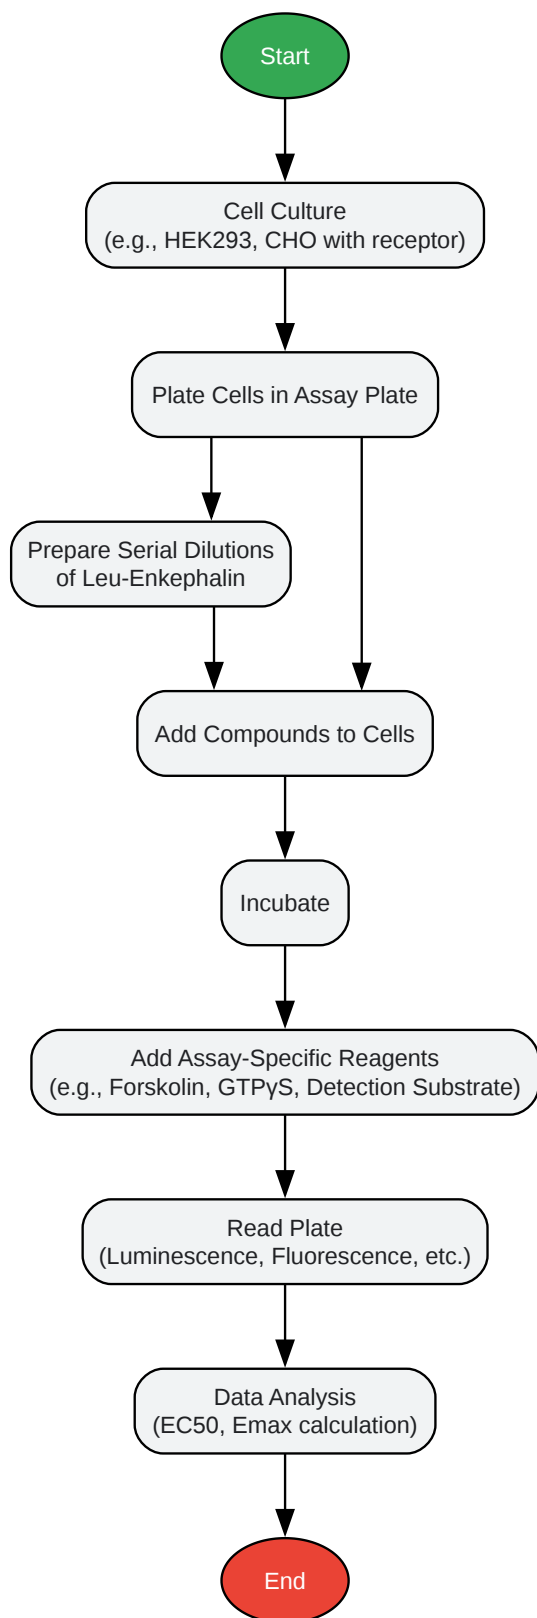 Start
Cell Culture
(e.g., HEK293, CHO with receptor)
Plate Cells in Assay Plate
Prepare Serial Dilutions
of Leu-Enkephalin
Add Compounds to Cells
Incubate
Add Assay-Specific Reagents
(e.g., Forskolin, GTPγS, Detection Substrate)
Read Plate
(Luminescence, Fluorescence, etc.)
Data Analysis
(EC50, Emax calculation)
End